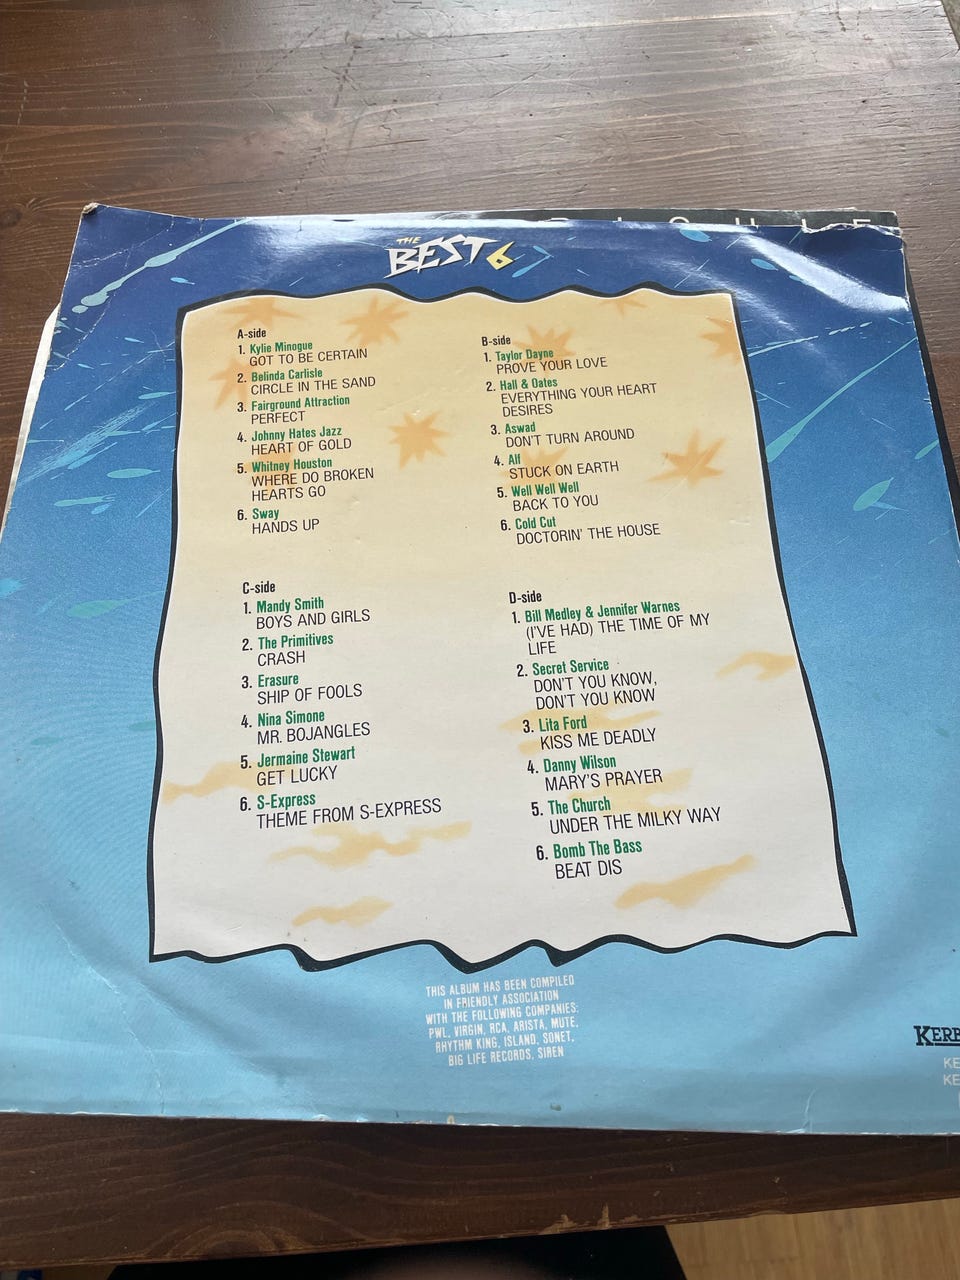 THE
BEST 6
A-side
1. Kylie Minogue
GOT TO BE CERTAIN
2. Belinda Carlisle
CIRCLE IN THE SAND
3. Fairground Attraction
PERFECT
4. Johnny Hates Jazz
HEART OF GOLD
5. Whitney Houston
WHERE DO BROKEN
HEARTS GO
6. Sway
HANDS UP
B-side
1. Taylor Dayne
PROVE YOUR LOVE
2. Hall & Oates
EVERYTHING YOUR HEART
DESIRES
3. Aswad
DON'T TURN AROUND
4. Alf
STUCK ON EARTH
5. Well Well Well
BACK TO YOU
6. Cold Cut
DOCTORIN' THE HOUSE
C-side
1. Mandy Smith
BOYS AND GIRLS
2. The Primitives
CRASH
3. Erasure
SHIP OF FOOLS
4. Nina Simone
MR. BOJANGLES
5. Jermaine Stewart
GET LUCKY
6. S-Express
THEME FROM S-EXPRESS
D-side
1. Bill Medley & Jennifer Warnes
(I'VE HAD) THE TIME OF MY
LIFE
2. Secret Service
DON'T YOU KNOW,
DON'T YOU KNOW
3. Lita Ford
KISS ME DEADLY
4. Danny Wilson
MARY'S PRAYER
5. The Church
UNDER THE MILKY WAY
6. Bomb The Bass
BEAT DIS
THIS ALBUM HAS BEEN COMPILED
IN FRIENDLY ASSOCIATION
WITH THE FOLLOWING COMPANIES:
PWL, VIRGIN, RCA, ARISTA, MUTE,
RHYTHM KING, ISLAND, SONET,
BIG LIFE RECORDS, SIREN
KERB
KE
KE